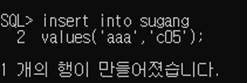 SQL> insert into sugang
2 values('aaa','c05');
1 개의 행이 만들어졌습니다.